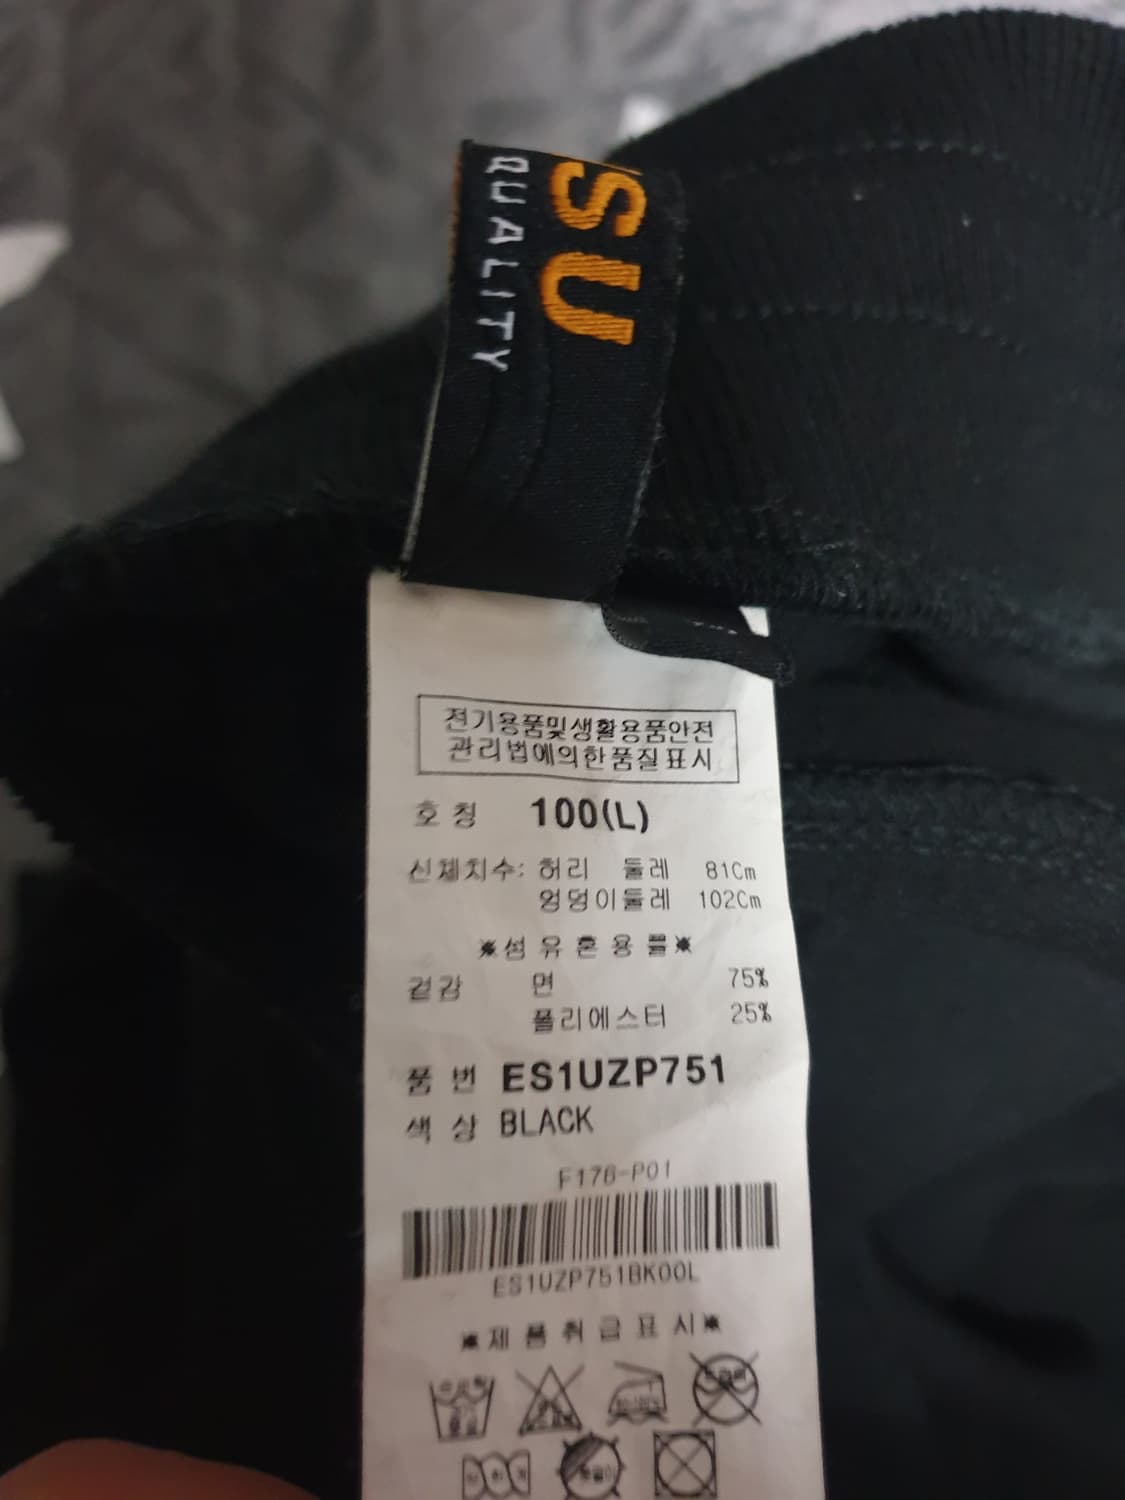 SU
QUALITY
전기용품및생활용품안전
관리법에의한품질표시
호칭 100(L)
신체치수: 허리 둘레 81Cm
엉덩이둘레 102Cm
※섬유혼용률※
겉감 면 75%
폴리에스터 25%
품번 ES1UZP751
색상 BLACK
F176-P01
ES1UZP751BK00L
※제품취급표시※